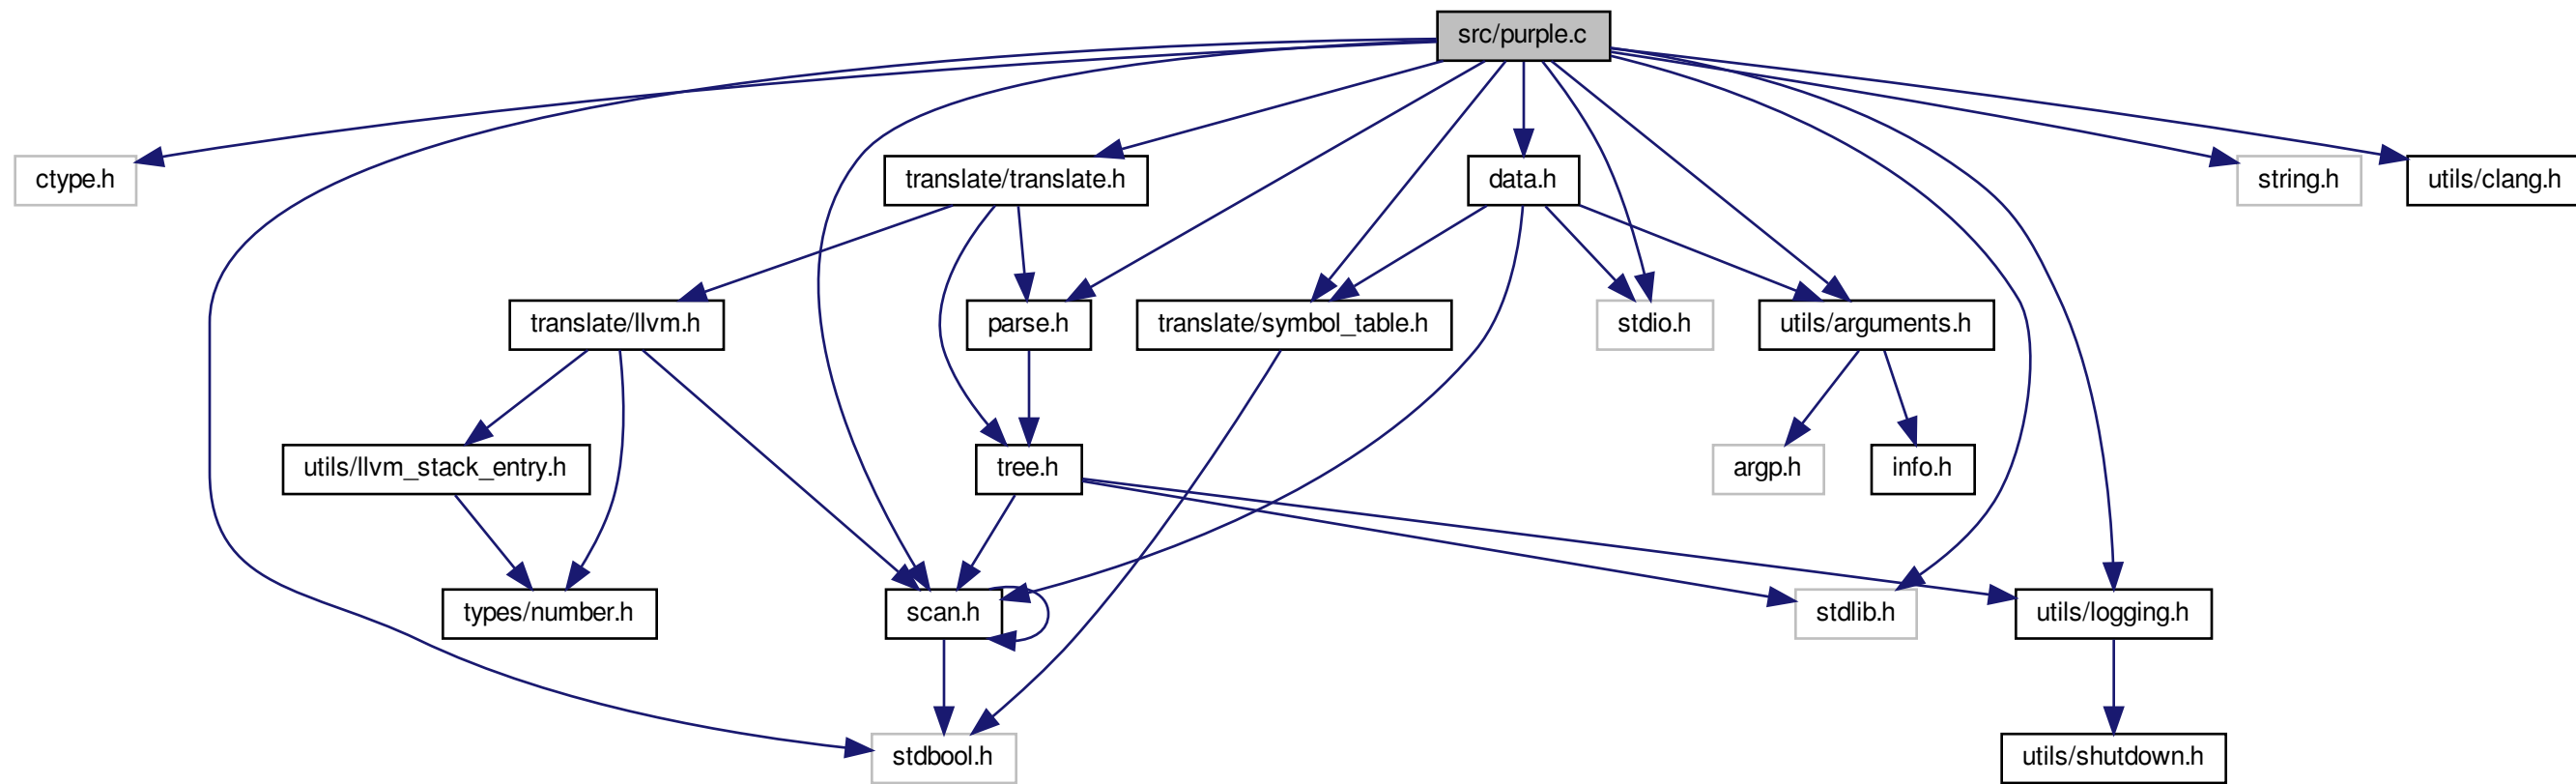 src/purple.c
ctype.h
translate/translate.h
data.h
string.h
utils/clang.h
translate/llvm.h
parse.h
translate/symbol_table.h
stdio.h
utils/arguments.h
utils/llvm_stack_entry.h
tree.h
argp.h
info.h
types/number.h
scan.h
stdlib.h
utils/logging.h
stdbool.h
utils/shutdown.h